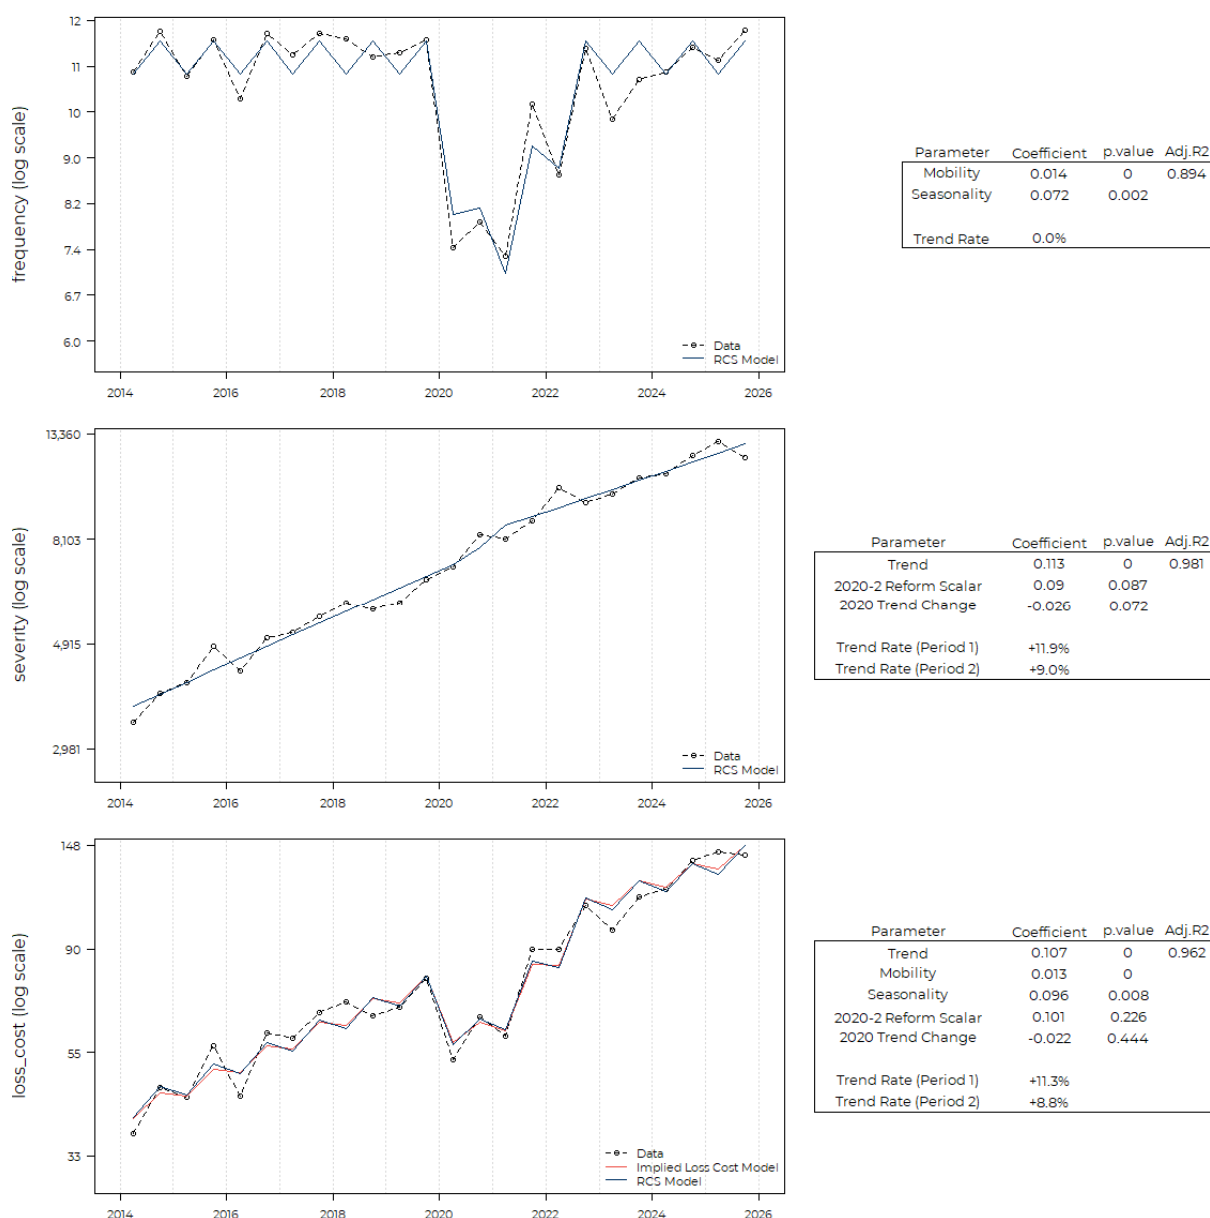 12
11
10
9.0
8.2
7.4
6.7
6.0
frequency (log scale)
Data
RCS Model
2014 2016 2018 2020 2022 2024 2026
Parameter Coefficient p.value Adj.R2
Mobility 0.014 0 0.894
Seasonality 0.072 0.002
Trend Rate 0.0%
13,360
8,103
4,915
2,981
severity (log scale)
Data
RCS Model
2014 2016 2018 2020 2022 2024 2026
Parameter Coefficient p.value Adj.R2
Trend 0.113 0 0.981
2020-2 Reform Scalar 0.09 0.087
2020 Trend Change -0.026 0.072
Trend Rate (Period 1) +11.9%
Trend Rate (Period 2) +9.0%
148
90
55
33
loss_cost (log scale)
Data
Implied Loss Cost Model
RCS Model
2014 2016 2018 2020 2022 2024 2026
Parameter Coefficient p.value Adj.R2
Trend 0.107 0 0.962
Mobility 0.013 0
Seasonality 0.096 0.008
2020-2 Reform Scalar 0.101 0.226
2020 Trend Change -0.022 0.444
Trend Rate (Period 1) +11.3%
Trend Rate (Period 2) +8.8%